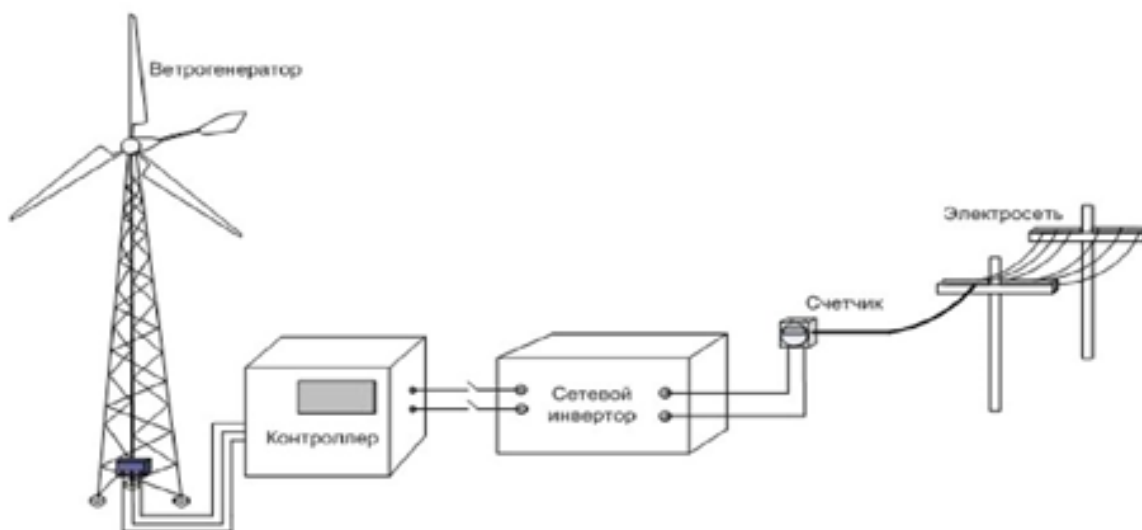 Ветрогенератор
Электросеть
Счетчик
Сетевой
инвертор
Контроллер